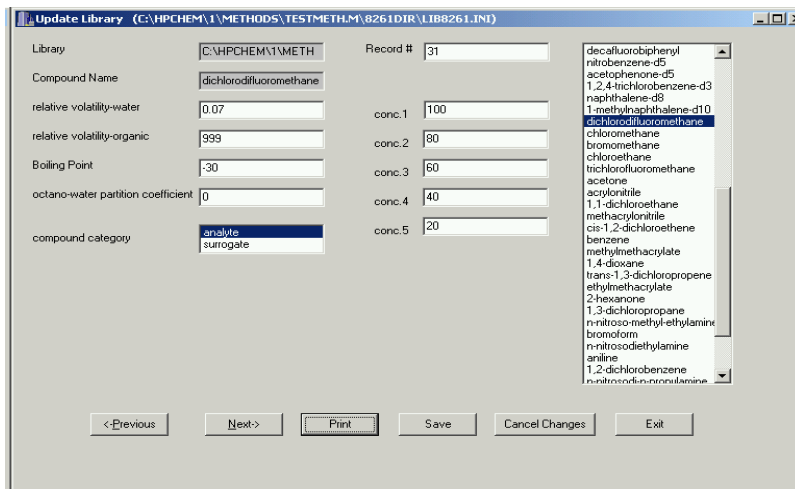 Update Library (C:\HPCHEM\1\METHODS\TESTMETH.M\8261DIR\LIB8261.INI)
Library C:\HPCHEM\1\METH Record # 31
Compound Name dichlorodifluoromethane
relative volatility-water 0.07 conc.1 100
relative volatility-organic 999 conc.2 80
Boiling Point -30 conc.3 60
octano-water partition coefficient 0 conc.4 40
compound category analyte conc.5 20
surrogate
decafluorobiphenyl
nitrobenzene-d5
acetophenone-d5
1,2,4-trichlorobenzene-d3
naphthalene-d8
1-methylnaphthalene-d10
dichlorodifluoromethane
chloromethane
bromomethane
chloroethane
trichlorofluoromethane
acetone
acrylonitrile
1,1-dichloroethane
methacrylonitrile
cis-1,2-dichloroethene
benzene
methylmethacrylate
1,4-dioxane
trans-1,3-dichloropropene
ethylmethacrylate
2-hexanone
1,3-dichloropropane
n-nitroso-methyl-ethylamine
bromoform
n-nitrosodiethylamine
aniline
1,2-dichlorobenzene
n-nitrosodi-n-propylamine
<-Previous Next-> Print Save Cancel Changes Exit